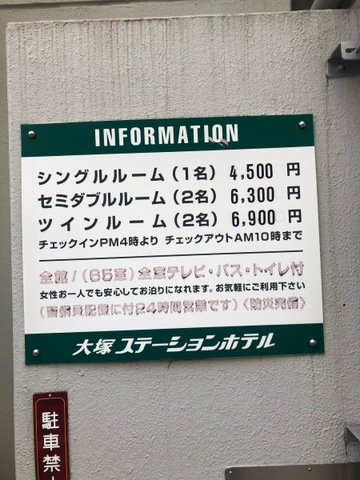 INFORMATION
シングルルーム(1名) 4,500 円
セミダブルルーム(2名) 6,300 円
ツインルーム(2名) 6,900 円
チェックインPM4時より チェックアウトAM10時まで
全館/(65室)全室テレビ・バス・トイレ付
女性お一人でも安心してお泊りになれます。お気軽にご利用下さい
(警備員配置に付24時間営業です)〈防災完備〉
大塚ステーションホテル
駐車禁止